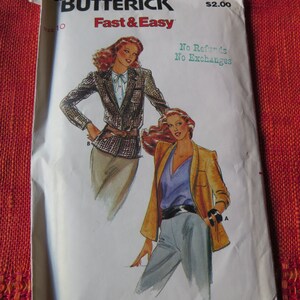 BUTTERICK
$2.00
Fast & Easy
No Refunds
No Exchanges
B
A